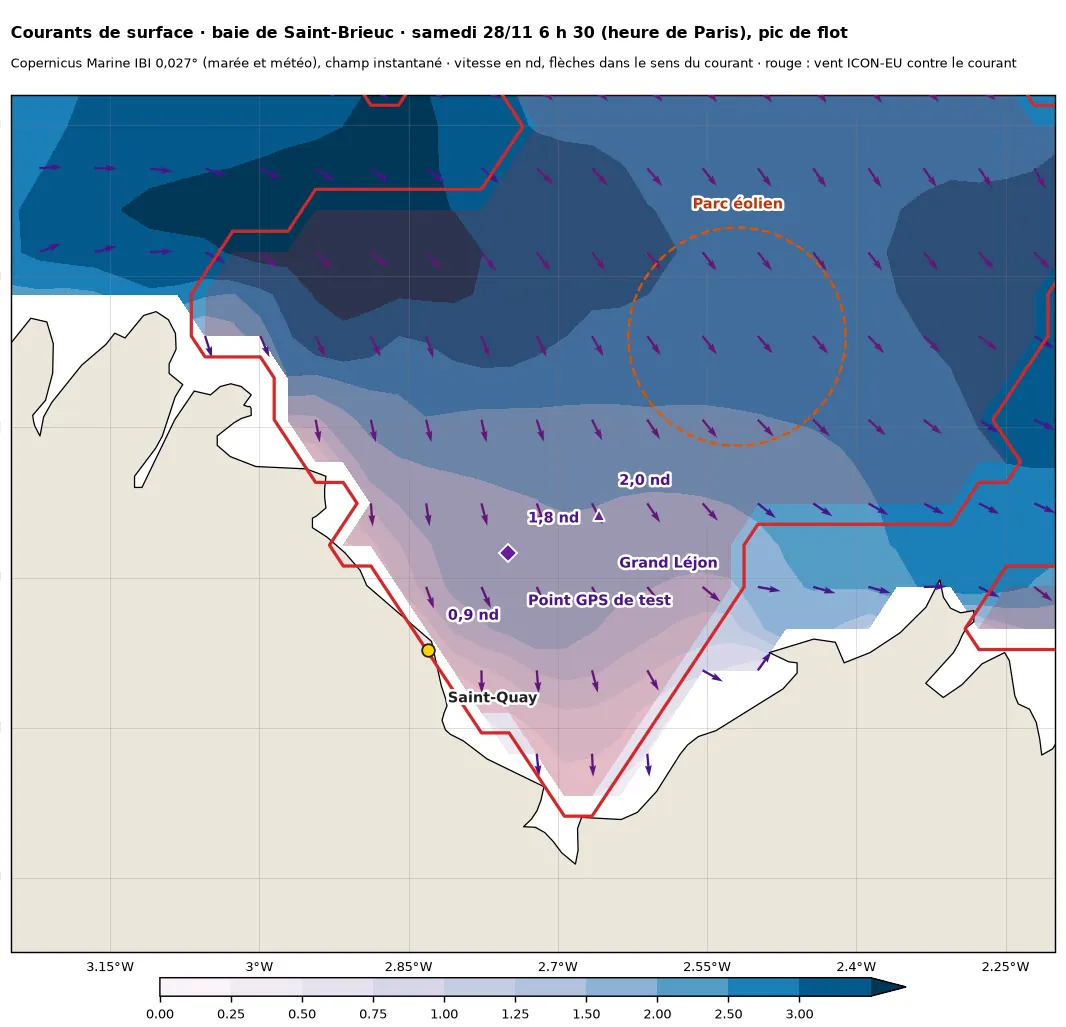 Courants de surface · baie de Saint-Brieuc · samedi 28/11 6 h 30 (heure de Paris), pic de flot
Copernicus Marine IBI 0,027° (marée et météo), champ instantané · vitesse en nd, flèches dans le sens du courant · rouge : vent ICON-EU contre le courant
Parc éolien
2,0 nd
1,8 nd
Grand Léjon
Point GPS de test
0,9 nd
Saint-Quay
3.15°W 3°W 2.85°W 2.7°W 2.55°W 2.4°W 2.25°W
0.00 0.25 0.50 0.75 1.00 1.25 1.50 2.00 2.50 3.00